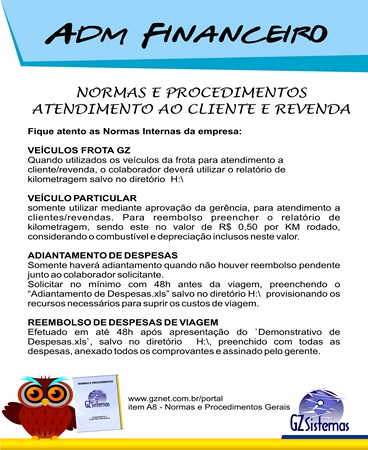 ADM FINANCEIRO
NORMAS E PROCEDIMENTOS
ATENDIMENTO AO CLIENTE E REVENDA
Fique atento as Normas Internas da empresa:
VEÍCULOS FROTA GZ
Quando utilizados os veículos da frota para atendimento a
cliente/revenda, o colaborador deverá utilizar o relatório de
kilometragem salvo no diretório H:\
VEÍCULO PARTICULAR
somente utilizar mediante aprovação da gerência, para atendimento a
clientes/revendas. Para reembolso preencher o relatório de
kilometragem, sendo este no valor de R$ 0,50 por KM rodado,
considerando o combustível e depreciação inclusos neste valor.
ADIANTAMENTO DE DESPESAS
Somente haverá adiantamento quando não houver reembolso pendente
junto ao colaborador solicitante.
Solicitar no mínimo com 48h antes da viagem, preenchendo o
"Adiantamento de Despesas.xls" salvo no diretório H:\ provisionando os
recursos necessários para suprir os custos de viagem.
REEMBOLSO DE DESPESAS DE VIAGEM
Efetuado em até 48h após apresentação do `Demonstrativo de
Despesas.xls`, salvo no diretório H:\, preenchido com todas as
despesas, anexado todos os comprovantes e assinado pelo gerente.
NORMAS E PROCEDIMENTOS
www.gznet.com.br/portal
item A8 - Normas e Procedimentos Gerais
GZ Sistemas